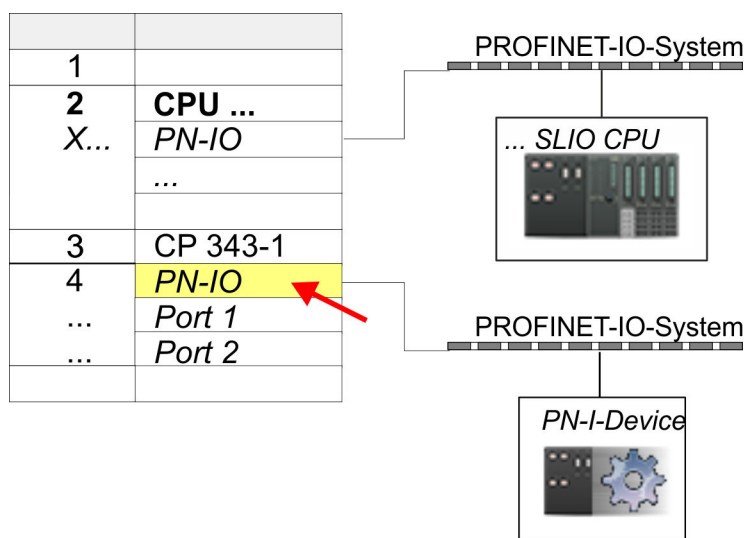 PROFINET-IO-System
1
2 CPU ...
X... PN-IO
...
... SLIO CPU
3 CP 343-1
4 PN-IO
... Port 1
... Port 2
PROFINET-IO-System
PN-I-Device